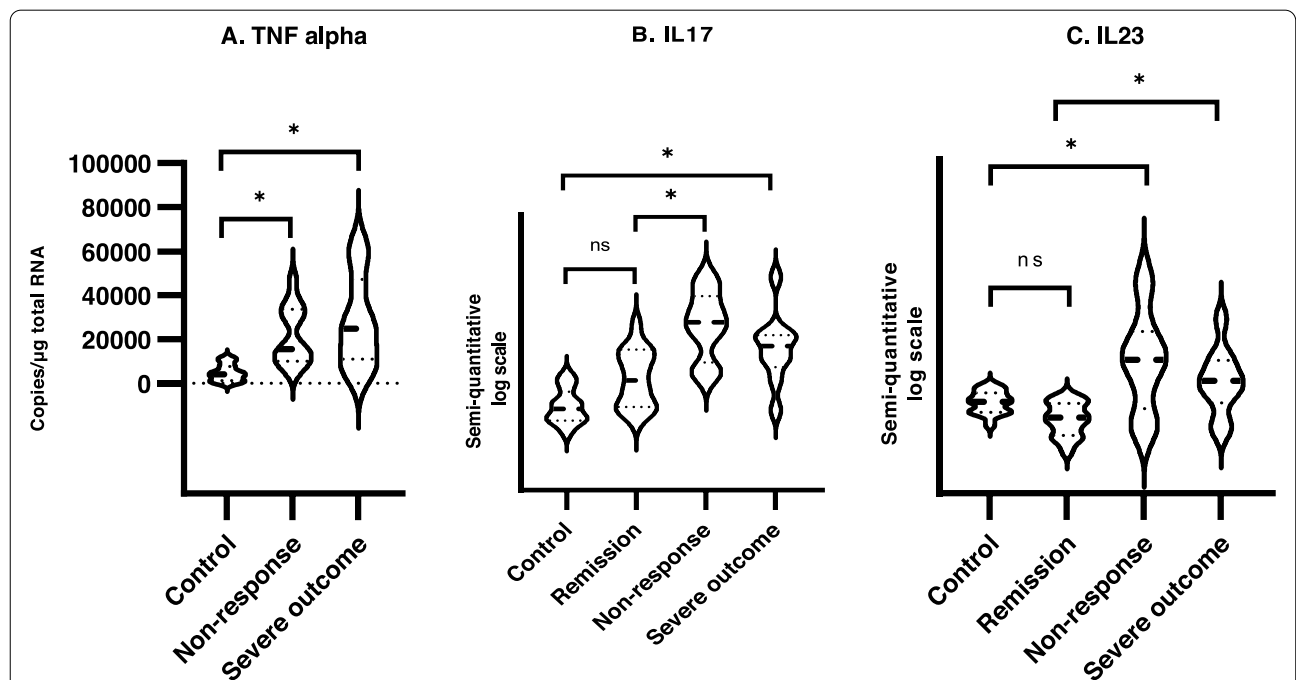 A. TNF alpha
*
*
100000
80000
60000
40000
20000
0
Copies/µg total RNA
Control
Non-response
Severe outcome
B. IL17
*
*
ns
Semi-quantitative
log scale
Control
Remission
Non-response
Severe outcome
C. IL23
*
*
ns
Semi-quantitative
log scale
Control
Remission
Non-response
Severe outcome